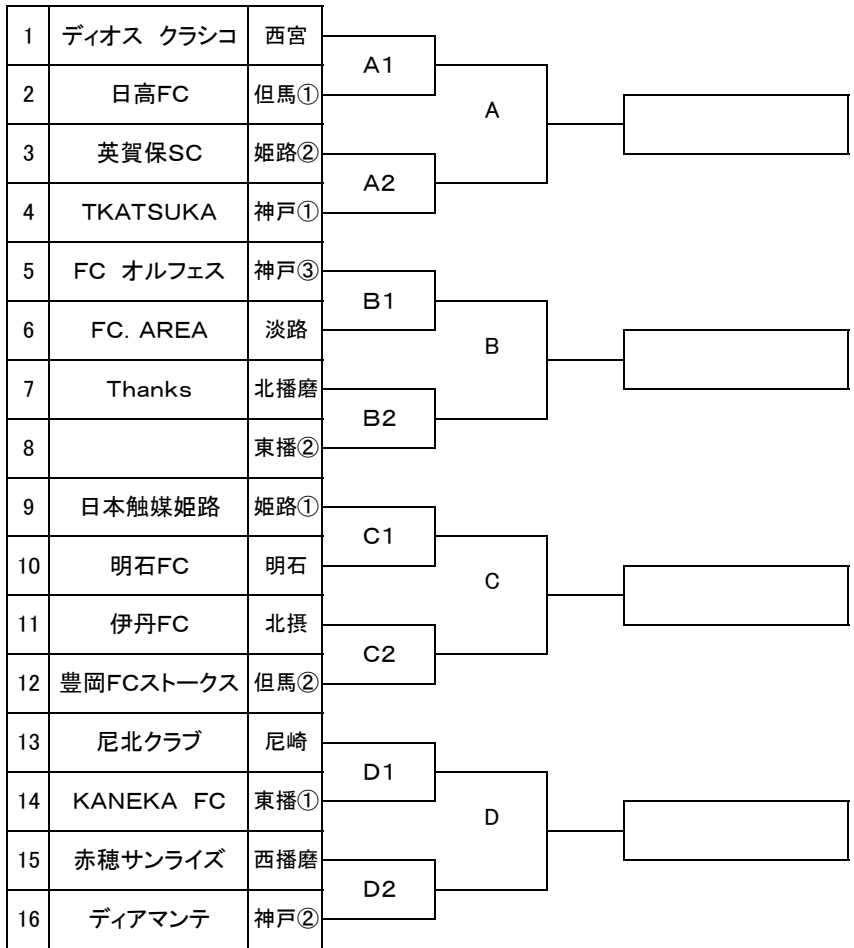 1 ディオス クラシコ 西宮
A1
2 日高FC 但馬①
A
3 英賀保SC 姫路②
A2
4 TKATSUKA 神戸①
5 FC オルフェス 神戸③
B1
6 FC. AREA 淡路
B
7 Thanks 北播磨
B2
8 東播②
9 日本触媒姫路 姫路①
C1
10 明石FC 明石
C
11 伊丹FC 北摂
C2
12 豊岡FCストークス 但馬②
13 尼北クラブ 尼崎
D1
14 KANEKA FC 東播①
D
15 赤穂サンライズ 西播磨
D2
16 ディアマンテ 神戸②